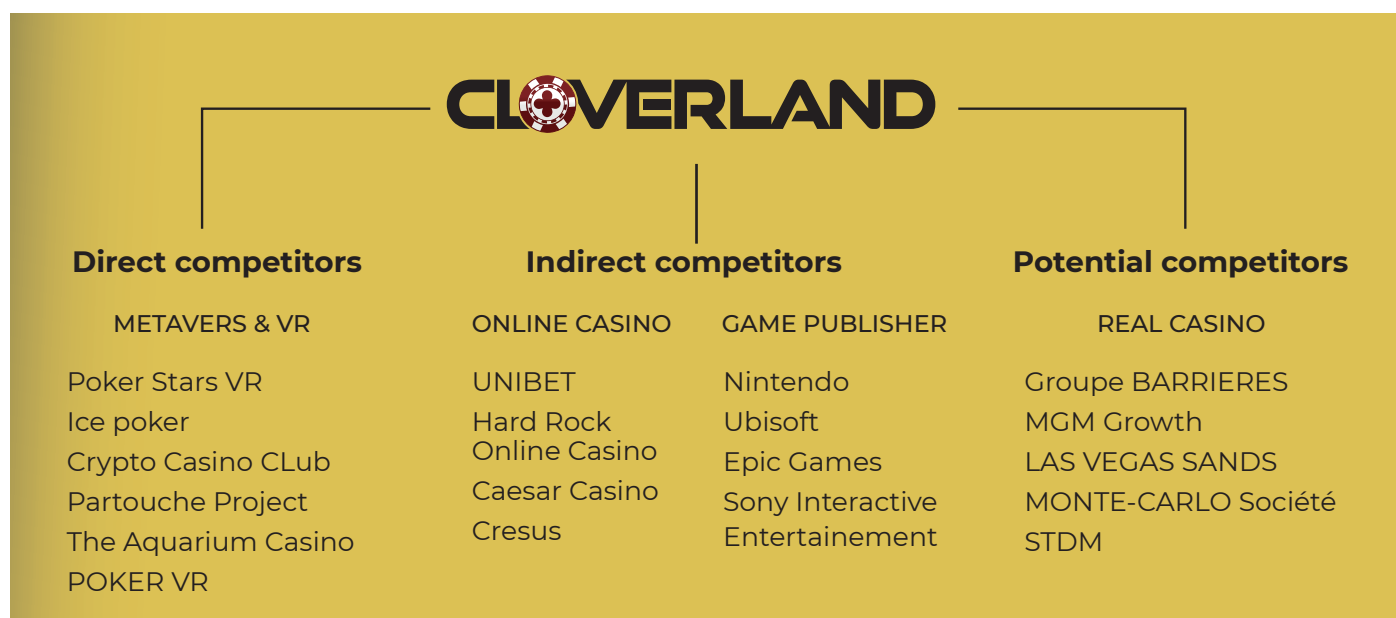 CLOVERLAND
Direct competitors
METAVERS & VR
Poker Stars VR
Ice poker
Crypto Casino CLub
Partouche Project
The Aquarium Casino
POKER VR
Indirect competitors
ONLINE CASINO
UNIBET
Hard Rock
Online Casino
Caesar Casino
Cresus
GAME PUBLISHER
Nintendo
Ubisoft
Epic Games
Sony Interactive
Entertainement
Potential competitors
REAL CASINO
Groupe BARRIERES
MGM Growth
LAS VEGAS SANDS
MONTE-CARLO Société
STDM